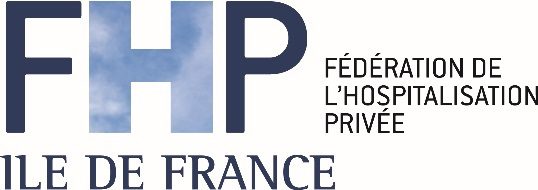 FHP
FÉDÉRATION DE
L'HOSPITALISATION
PRIVÉE
ILE DE FRANCE